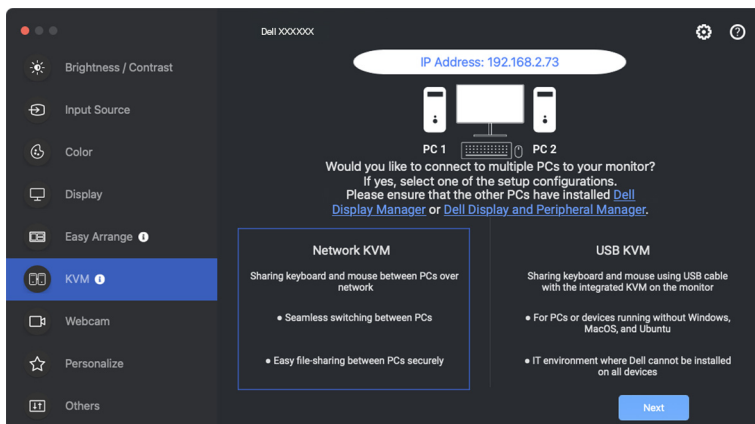 Dell XXXXXX
Brightness / Contrast
Input Source
Color
Display
Easy Arrange
KVM
Webcam
Personalize
Others
IP Address: 192.168.2.73
PC 1
PC 2
Would you like to connect to multiple PCs to your monitor?
If yes, select one of the setup configurations.
Please ensure that the other PCs have installed Dell
Display Manager or Dell Display and Peripheral Manager.
Network KVM
Sharing keyboard and mouse between PCs over
network
● Seamless switching between PCs
● Easy file-sharing between PCs securely
USB KVM
Sharing keyboard and mouse using USB cable
with the integrated KVM on the monitor
● For PCs or devices running without Windows,
MacOS, and Ubuntu
● IT environment where Dell cannot be installed
on all devices
Next